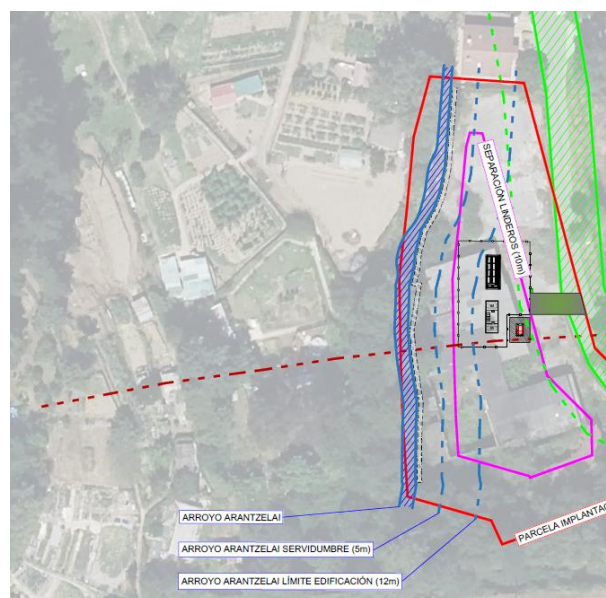 SEPARACIÓN LINDEROS (10m)
ARROYO ARANTZELAI
PARCELA IMPLANTAC
ARROYO ARANTZELAI SERVIDUMBRE (5m)
ARROYO ARANTZELAI LÍMITE EDIFICACIÓN (12m)